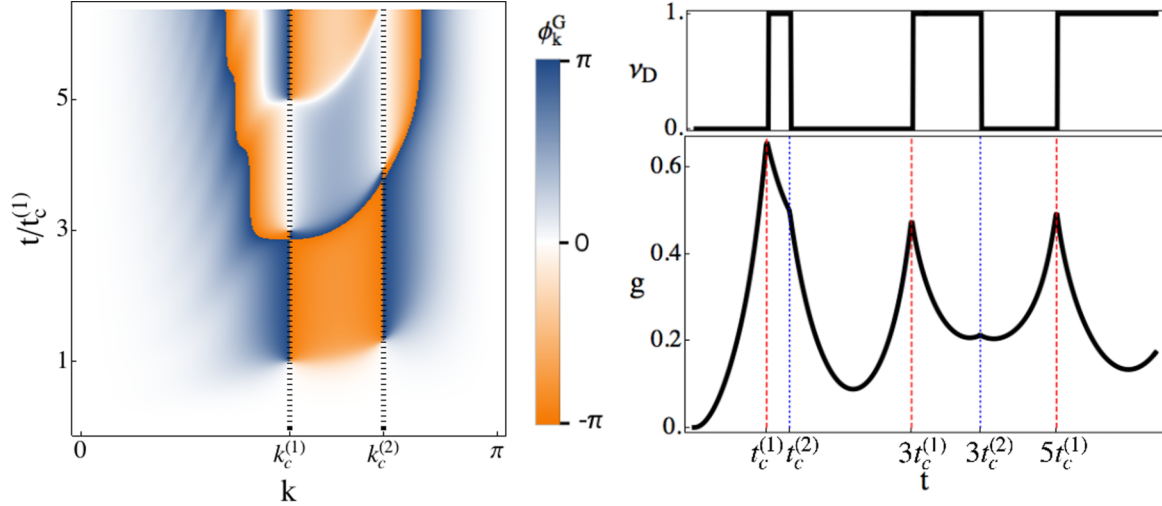 5
3
1
t/t_c^{(1)}
0
k_c^{(1)}
k_c^{(2)}
π
k
ϕ_k^G
π
0
-π
1.
0.
ν_D
0.6
0.4
0.2
0.
g
t_c^{(1)}
t_c^{(2)}
3t_c^{(1)}
3t_c^{(2)}
5t_c^{(1)}
t